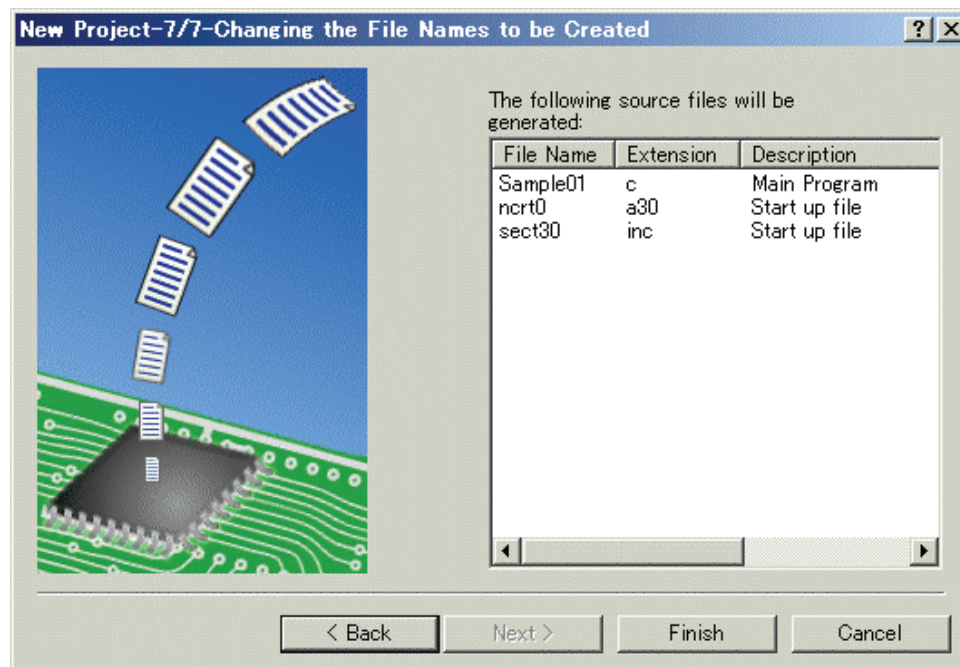 New Project-7/7-Changing the File Names to be Created
The following source files will be
generated:
File Name Extension Description
Sample01 c Main Program
ncrt0 a30 Start up file
sect30 inc Start up file
< Back Next > Finish Cancel